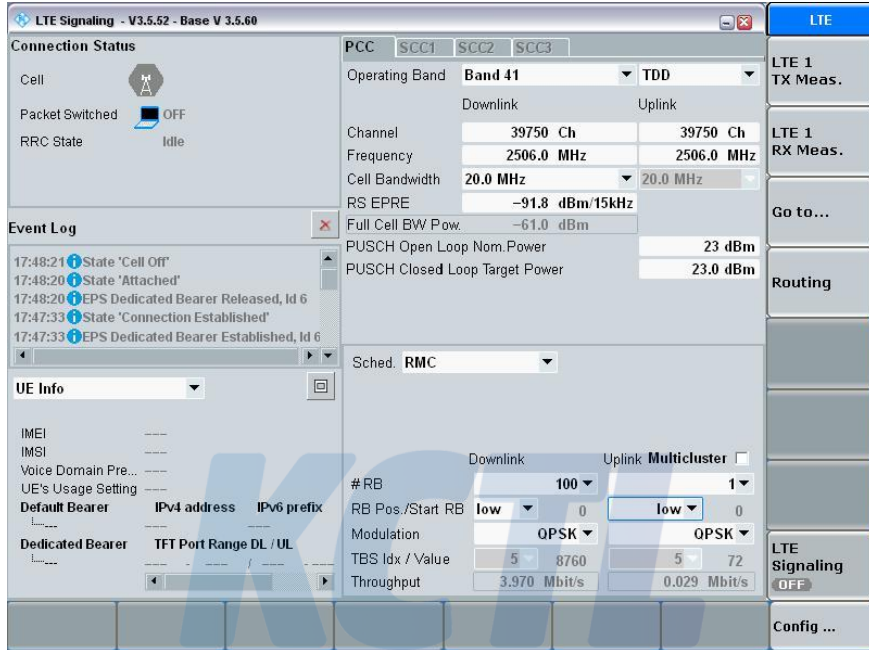 LTE Signaling - V3.5.52 - Base V 3.5.60
LTE
Connection Status
Cell
Packet Switched OFF
RRC State Idle
PCC SCC1 SCC2 SCC3
Operating Band Band 41 TDD
Downlink Uplink
Channel 39750 Ch 39750 Ch
Frequency 2506.0 MHz 2506.0 MHz
Cell Bandwidth 20.0 MHz 20.0 MHz
RS EPRE −91.8 dBm/15kHz
Full Cell BW Pow. −61.0 dBm
PUSCH Open Loop Nom.Power 23 dBm
PUSCH Closed Loop Target Power 23.0 dBm
Event Log
17:48:21 State 'Cell Off'
17:48:20 State 'Attached'
17:48:20 EPS Dedicated Bearer Released, Id 6
17:47:33 State 'Connection Established'
17:47:33 EPS Dedicated Bearer Established, Id 6
UE Info
IMEI ---
IMSI ---
Voice Domain Pre... ---
UE's Usage Setting ---
Default Bearer IPv4 address IPv6 prefix
--- --- ---
Dedicated Bearer TFT Port Range DL / UL
--- --- - --- / --- - ---
Sched. RMC
Downlink Uplink Multicluster
# RB 100 1
RB Pos./Start RB low 0 low 0
Modulation QPSK QPSK
TBS Idx / Value 5 8760 5 72
Throughput 3.970 Mbit/s 0.029 Mbit/s
LTE 1
TX Meas.
LTE 1
RX Meas.
Go to...
Routing
LTE
Signaling
OFF
Config ...
KCTL